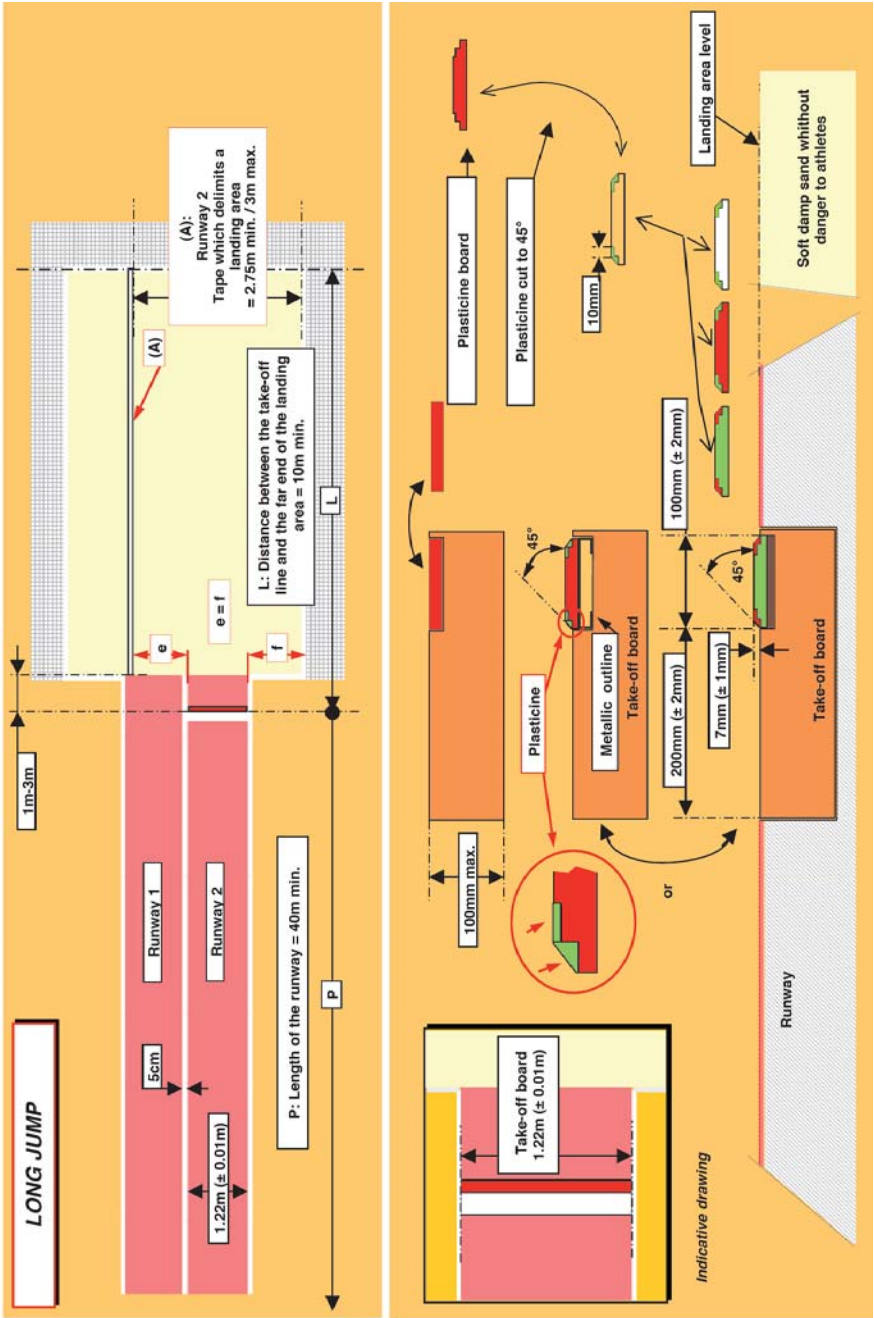 LONG JUMP
1m-3m
5cm
Runway 1
Runway 2
1.22m (± 0.01m)
P: Length of the runway = 40m min.
P
e
e = f
f
L: Distance between the take-off
line and the far end of the landing
area = 10m min.
L
(A)
(A):
Runway 2
Tape which delimits a
landing area
= 2.75m min. / 3m max.
Take-off board
1.22m (± 0.01m)
Indicative drawing
100mm max.
Plasticine
45°
Metallic outline
Take-off board
or
200mm (± 2mm)
100mm (± 2mm)
7mm (± 1mm)
45°
Take-off board
Runway
Plasticine board
Plasticine cut to 45°
10mm
Landing area level
Soft damp sand whithout
danger to athletes